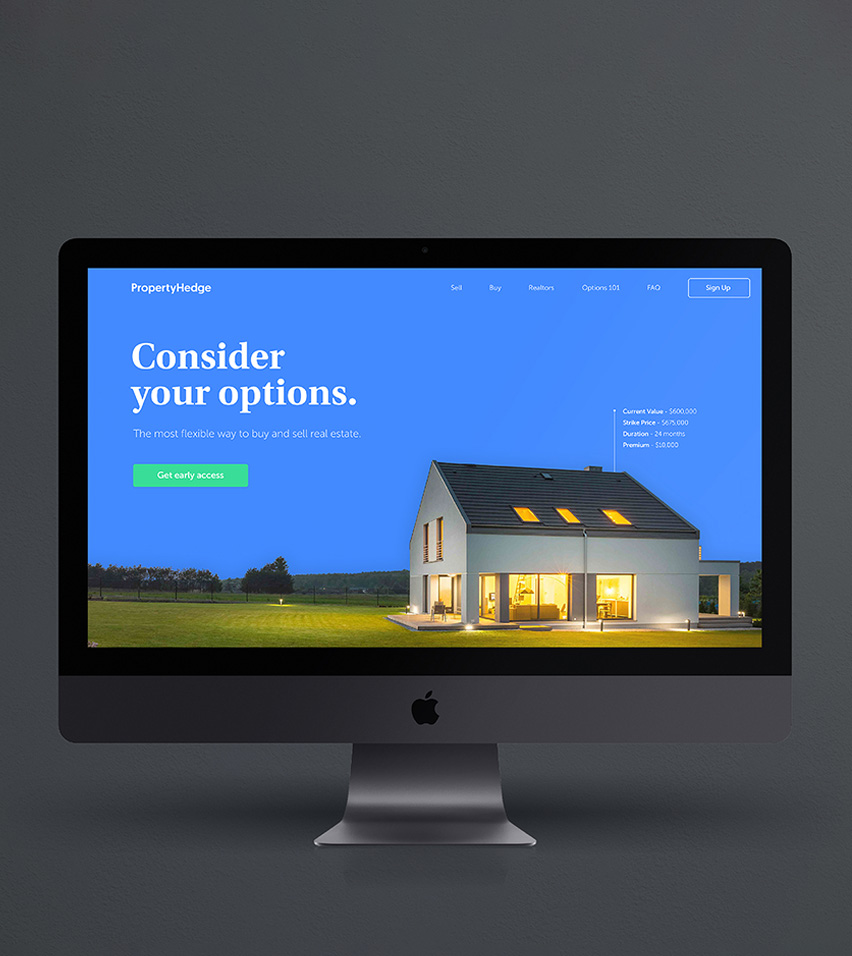 PropertyHedge
Sell
Buy
Realtors
Options 101
FAQ
Sign Up
Consider
your options.
The most flexible way to buy and sell real estate.
Get early access
Current Value - $600,000
Strike Price - $675,000
Duration - 24 months
Premium - $10,000